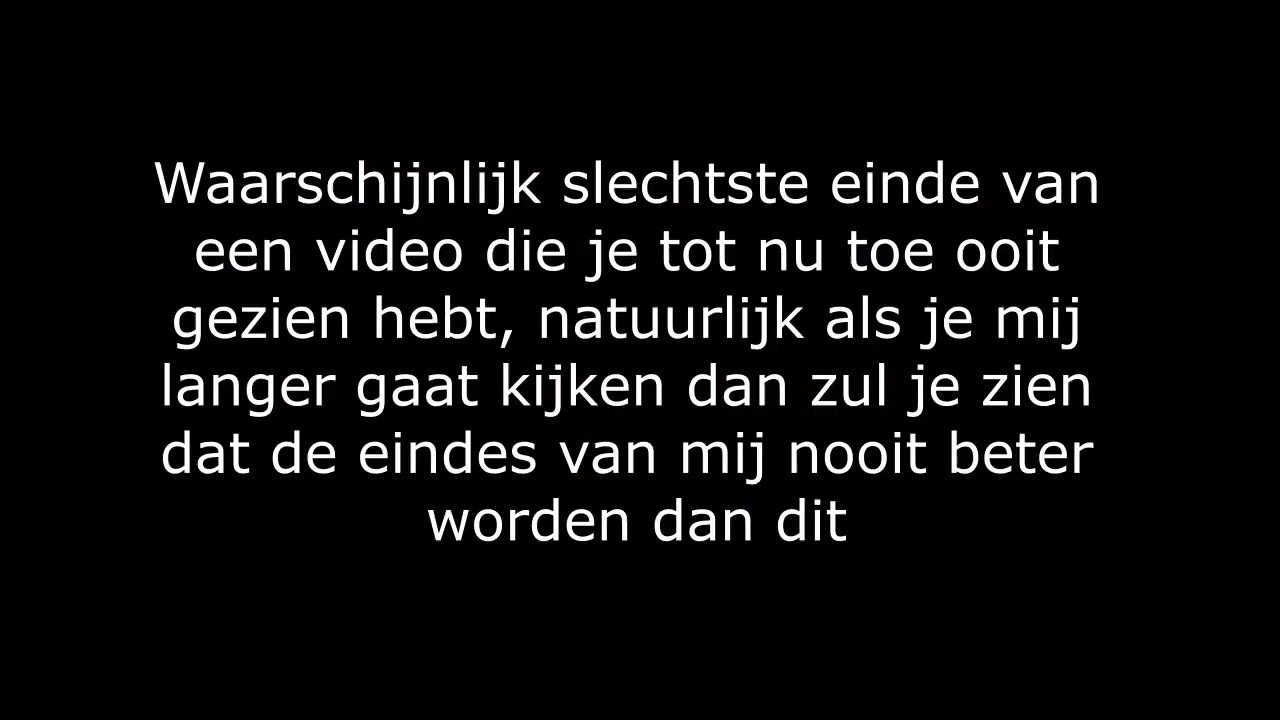 Waarschijnlijk slechtste einde van
een video die je tot nu toe ooit
gezien hebt, natuurlijk als je mij
langer gaat kijken dan zul je zien
dat de eindes van mij nooit beter
worden dan dit